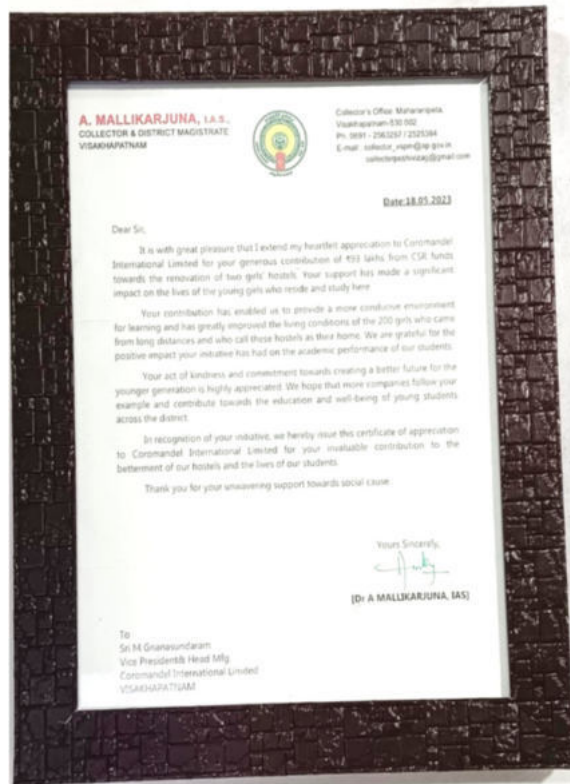 A. MALLIKARJUNA, I.A.S.,
COLLECTOR & DISTRICT MAGISTRATE
VISAKHAPATNAM
Collector's Office, Maharanipeta,
Visakhapatnam-530 002
Ph. 0891 - 2563257 / 2525384
E-mail : collector_vspm@ap.gov.in
Date:18.05.2023
Dear Sir,
It is with great pleasure that I extend my heartfelt appreciation to Coromandel
International Limited for your generous contribution of ₹93 lakhs from CSR funds
towards the renovation of two girls' hostels. Your support has made a significant
impact on the lives of the young girls who reside and study here.
Your contribution has enabled us to provide a more conducive environment
for learning and has greatly improved the living conditions of the 200 girls who came
from long distances and who call these hostels as their home. We are grateful for the
positive impact your initiative has had on the academic performance of our students.
Your act of kindness and commitment towards creating a better future for the
younger generation is highly appreciated. We hope that more companies follow your
example and contribute towards the education and well-being of young students
across the district.
In recognition of your initiative, we hereby issue this certificate of appreciation
to Coromandel International Limited for your invaluable contribution to the
betterment of our hostels and the lives of our students.
Thank you for your unwavering support towards social cause.
Yours Sincerely,
[Dr A MALLIKARJUNA, IAS]
To
Sri M Gnanasundaram
Vice President& Head Mfg.
Coromandel International Limited
VISAKHAPATNAM